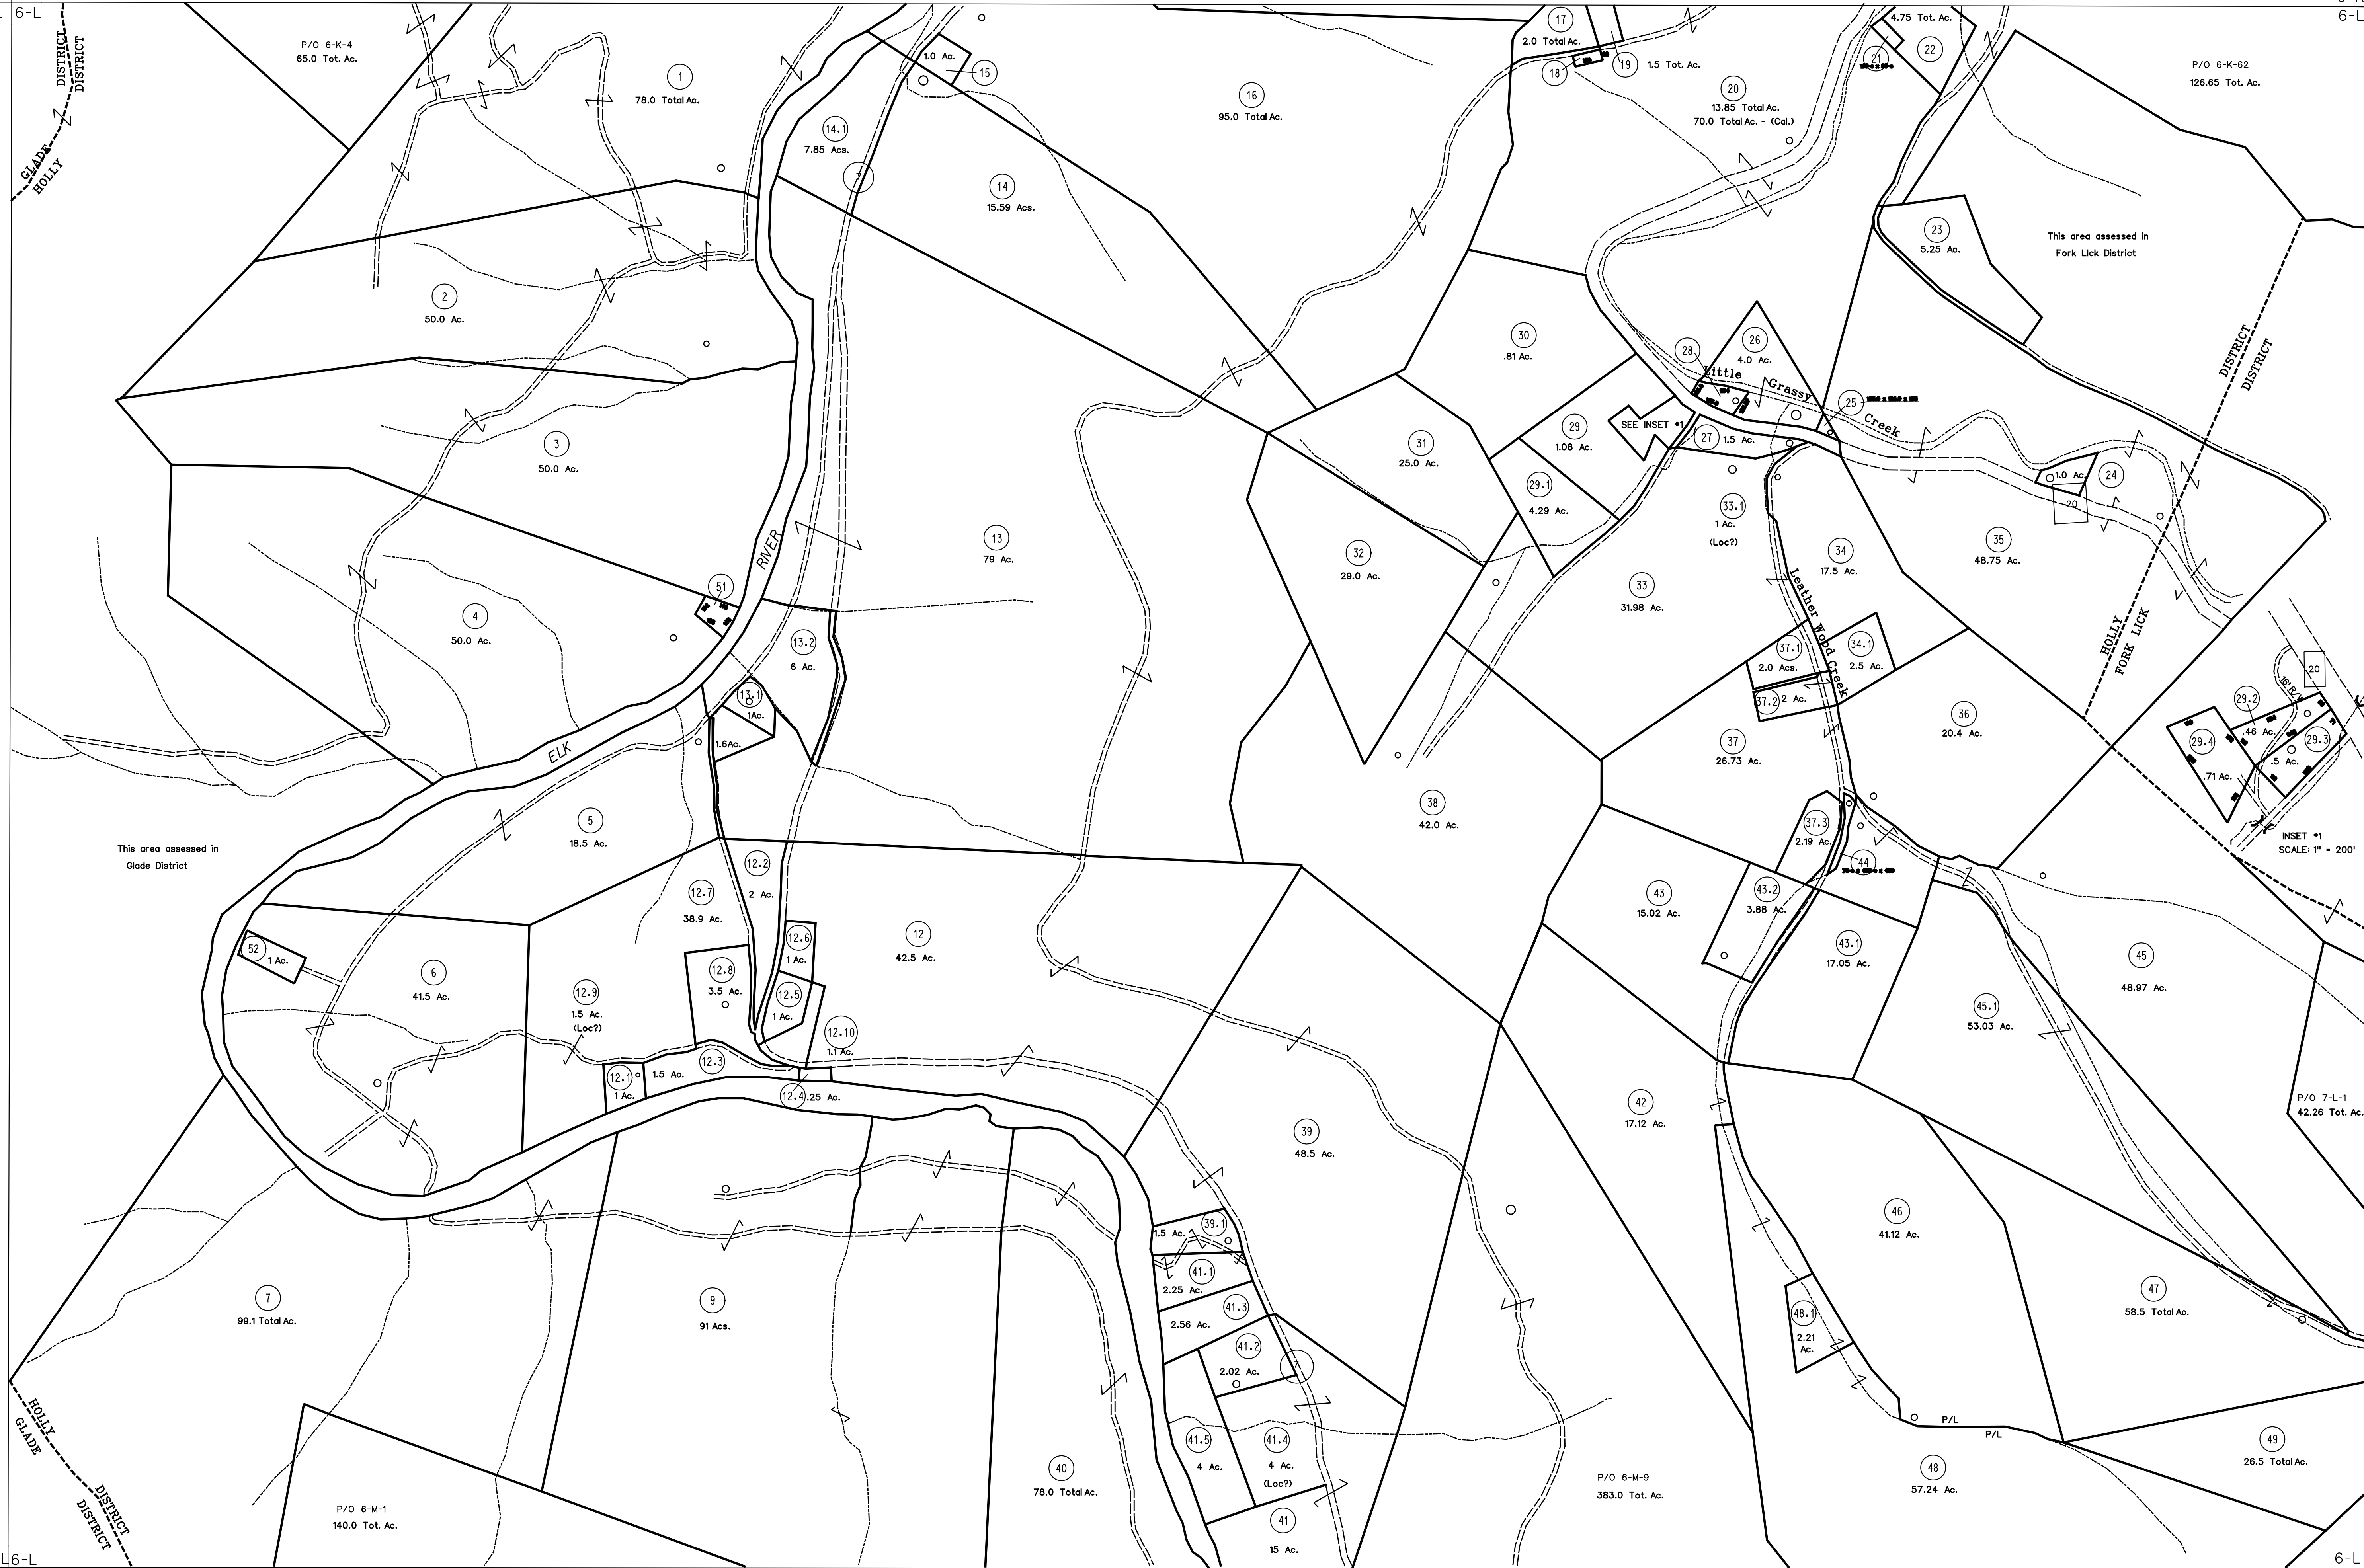 6-L
6-L
DISTRICT
DISTRICT
GLADE
HOLLY
P/O 6-K-4
65.0 Tot. Ac.
1
78.0 Total Ac.
1.0 Ac.
15
14.1
7.85 Acs.
7
14
15.59 Acs.
16
95.0 Total Ac.
17
2.0 Total Ac.
18
19
1.5 Tot. Ac.
20
13.85 Total Ac.
70.0 Total Ac. - (Cal.)
4.75 Tot. Ac.
21
22
P/O 6-K-62
126.65 Tot. Ac.
23
5.25 Ac.
This area assessed in
Fork Lick District
DISTRICT
DISTRICT
HOLLY
FORK LICK
2
50.0 Ac.
3
50.0 Ac.
4
50.0 Ac.
51
ELK
RIVER
13
79 Ac.
13.2
6 Ac.
13.1
1 Ac.
1.6 Ac.
30
.81 Ac.
31
25.0 Ac.
32
29.0 Ac.
29
1.08 Ac.
29.1
4.29 Ac.
SEE INSET #1
28
26
4.0 Ac.
Little
Grassy
Creek
25
27
1.5 Ac.
33.1
1 Ac.
(Loc?)
33
31.98 Ac.
34
17.5 Ac.
Leather Wood Creek
34.1
2.5 Ac.
35
48.75 Ac.
24
1.0 Ac.
20
37.1
2.0 Acs.
37.2
2 Ac.
37
26.73 Ac.
36
20.4 Ac.
20
16' R/W
29.2
.46 Ac.
29.3
.5 Ac.
29.4
.71 Ac.
INSET #1
SCALE: 1" = 200'
This area assessed in
Glade District
5
18.5 Ac.
12.7
38.9 Ac.
12.2
2 Ac.
12
42.5 Ac.
12.6
1 Ac.
12.5
1 Ac.
12.8
3.5 Ac.
12.9
1.5 Ac.
(Loc?)
12.10
1.1 Ac.
12.3
1.5 Ac.
12.1
1 Ac.
12.4
.25 Ac.
52
1 Ac.
6
41.5 Ac.
38
42.0 Ac.
37.3
2.19 Ac.
44
43
15.02 Ac.
43.2
3.88 Ac.
43.1
17.05 Ac.
45
48.97 Ac.
45.1
53.03 Ac.
P/O 7-L-1
42.26 Tot. Ac.
42
17.12 Ac.
39
48.5 Ac.
39.1
1.5 Ac.
41.1
2.25 Ac.
41.3
2.56 Ac.
41.2
2.02 Ac.
7
41.5
4 Ac.
41.4
4 Ac.
(Loc?)
41
15 Ac.
46
41.12 Ac.
47
58.5 Total Ac.
48.1
2.21
Ac.
P/L
P/L
48
57.24 Ac.
49
26.5 Total Ac.
7
99.1 Total Ac.
9
91 Acs.
40
78.0 Total Ac.
P/O 6-M-9
383.0 Tot. Ac.
P/O 6-M-1
140.0 Tot. Ac.
HOLLY
GLADE
DISTRICT
DISTRICT
6-L
6-L